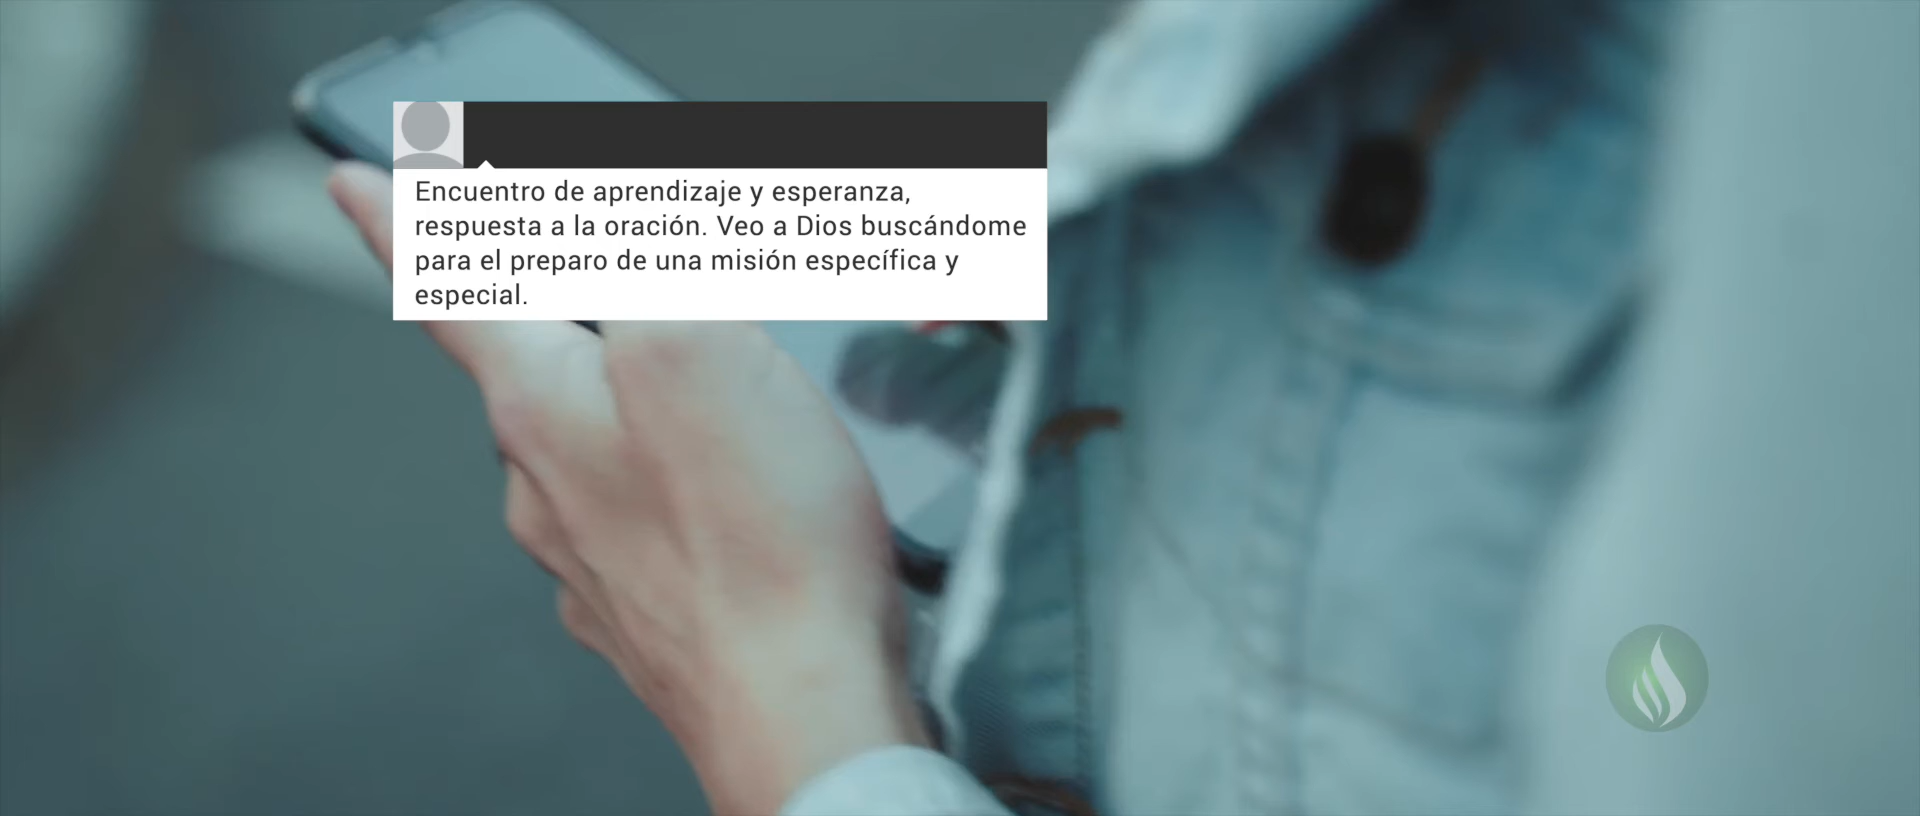 Encuentro de aprendizaje y esperanza,
respuesta a la oración. Veo a Dios buscándome
para el preparo de una misión específica y
especial.